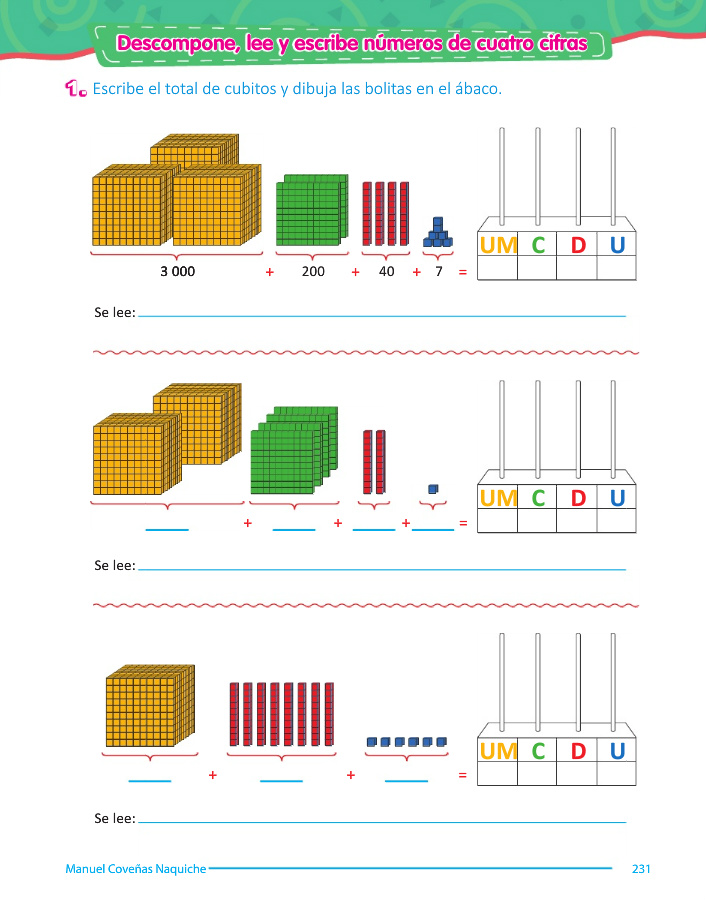 Descompone, lee y escribe números de cuatro cifras
1. Escribe el total de cubitos y dibuja las bolitas en el ábaco.
UM C D U
3 000 + 200 + 40 + 7 =
Se lee:
UM C D U
+ + + =
Se lee:
UM C D U
+ + =
Se lee:
Manuel Coveñas Naquiche 231